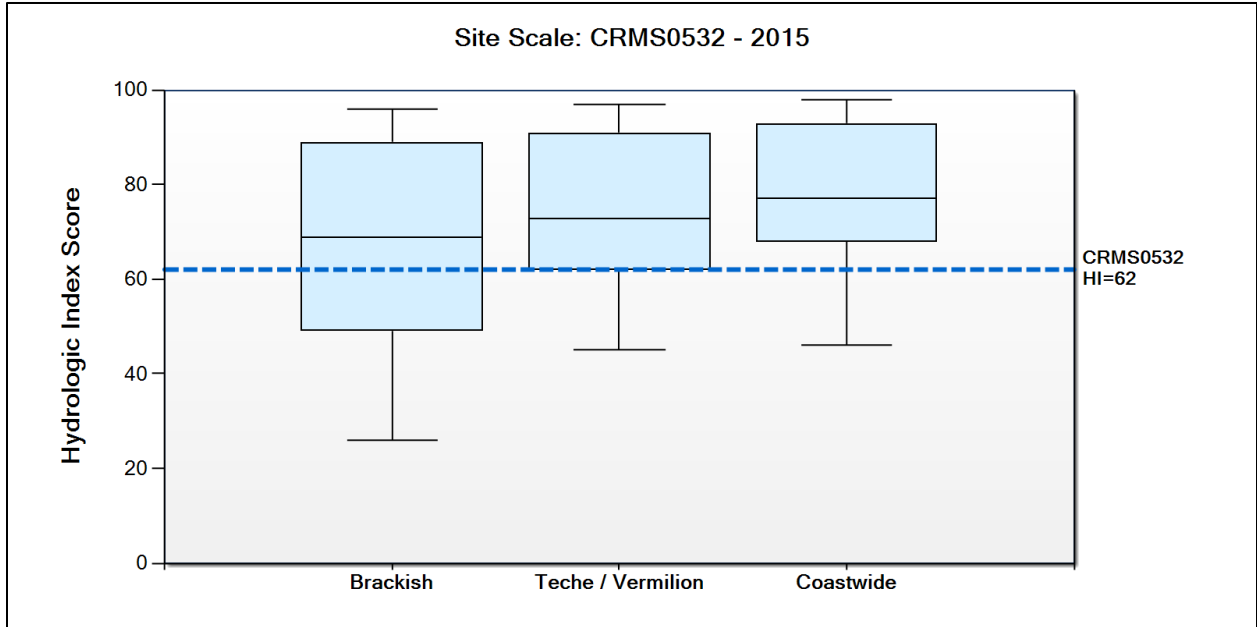 Site Scale: CRMS0532 - 2015
Hydrologic Index Score
100
80
60
40
20
0
CRMS0532
HI=62
Brackish
Teche / Vermilion
Coastwide